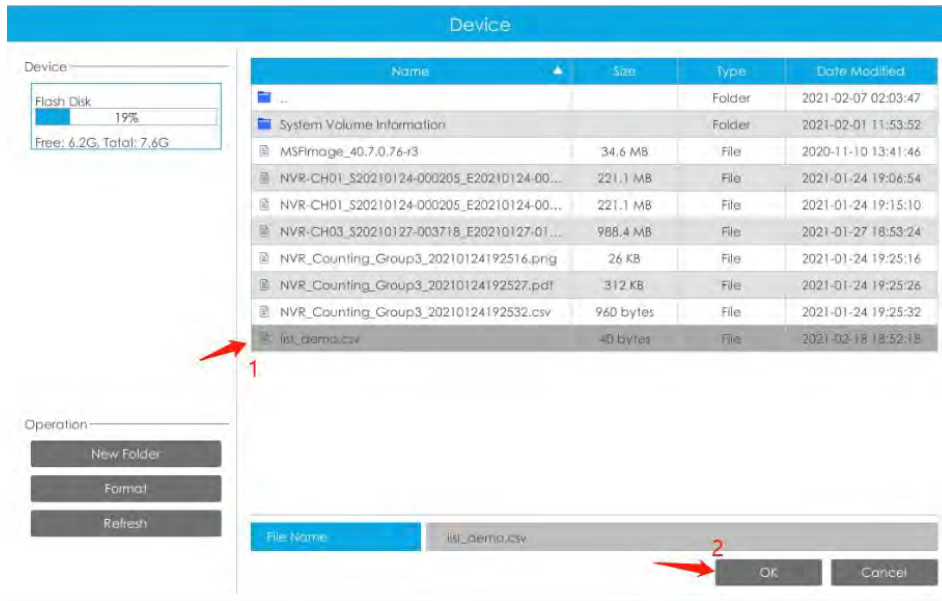 Device
Device
Flash Disk
19%
Free: 6.2G, Total: 7.6G
Name Size Type Date Modified
.. Folder 2021-02-07 02:03:47
System Volume Information Folder 2021-02-01 11:53:52
MSFImage_40.7.0.76-r3 34.6 MB File 2020-11-10 13:41:46
NVR-CH01_S20210124-000205_E20210124-00... 221.1 MB File 2021-01-24 19:06:54
NVR-CH01_S20210124-000205_E20210124-00... 221.1 MB File 2021-01-24 19:15:10
NVR-CH03_S20210127-003718_E20210127-01... 988.4 MB File 2021-01-27 18:53:24
NVR_Counting_Group3_20210124192516.png 26 KB File 2021-01-24 19:25:16
NVR_Counting_Group3_20210124192527.pdf 312 KB File 2021-01-24 19:25:26
NVR_Counting_Group3_20210124192532.csv 960 bytes File 2021-01-24 19:25:32
list_demo.csv 40 bytes File 2021-02-18 18:52:18
1
Operation
New Folder
Format
Refresh
File Name list_demo.csv
2
OK Cancel